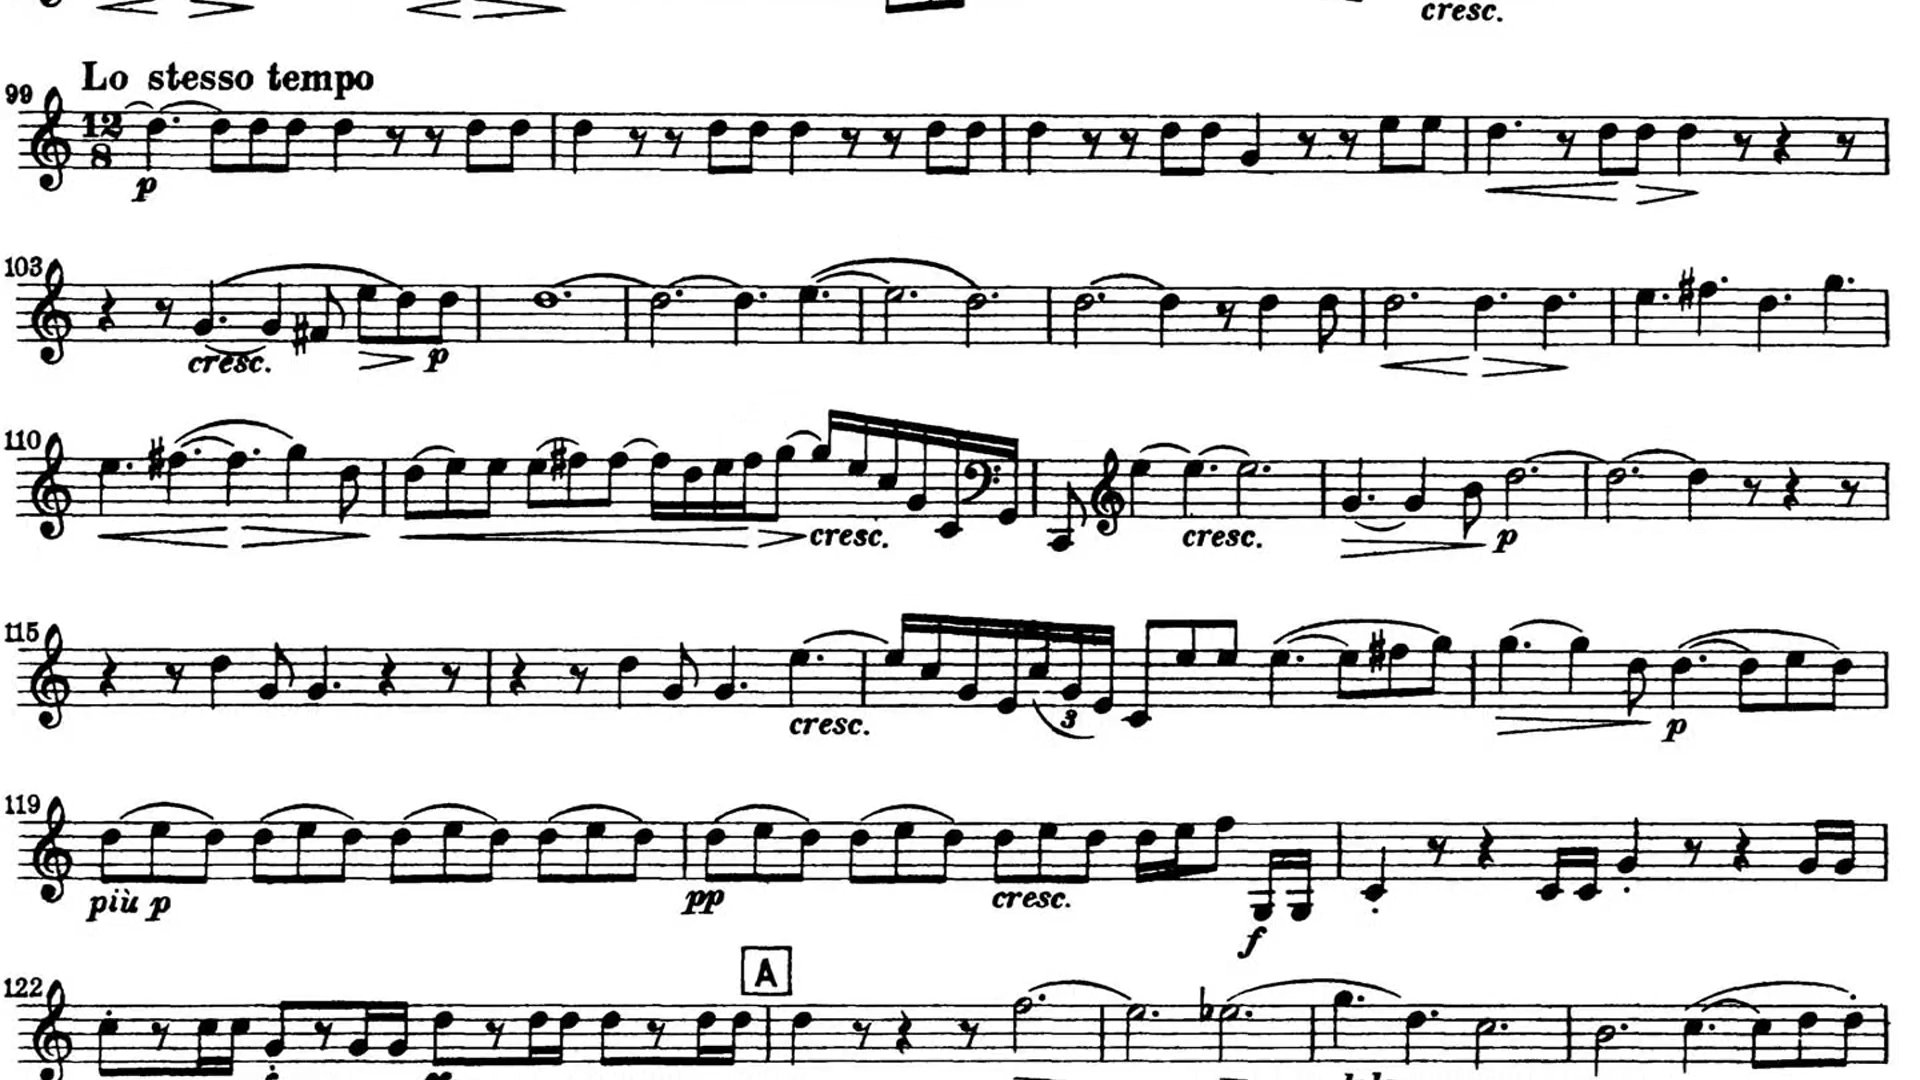 cresc.
Lo stesso tempo
99
12
8
p
103
cresc. p
110
cresc. cresc. p
115
3
cresc. p
119
più p pp cresc.
f
A
122